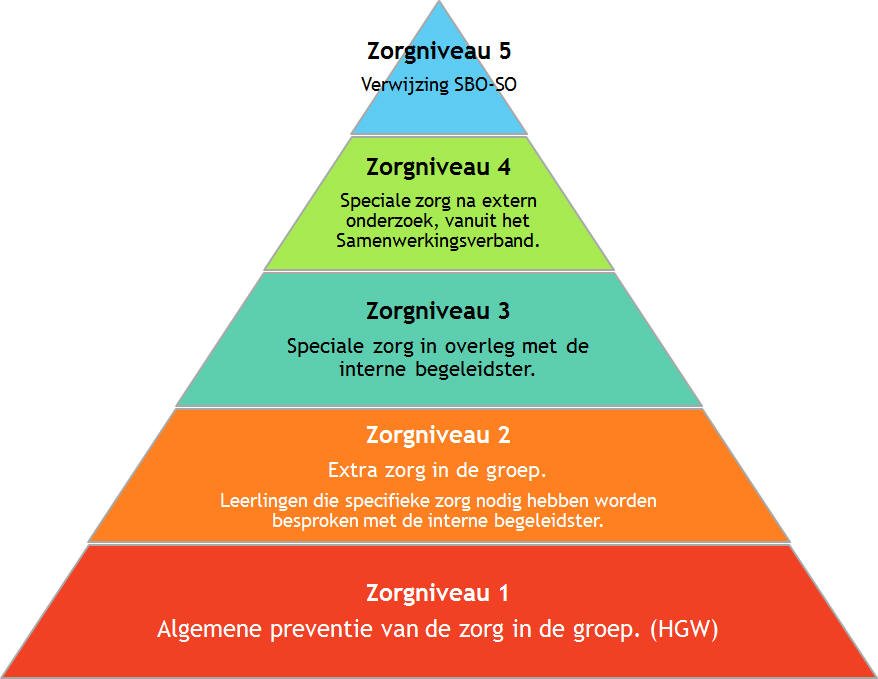 Zorgniveau 5
Verwijzing SBO-SO
Zorgniveau 4
Speciale zorg na extern
onderzoek, vanuit het
Samenwerkingsverband.
Zorgniveau 3
Speciale zorg in overleg met de
interne begeleidster.
Zorgniveau 2
Extra zorg in de groep.
Leerlingen die specifieke zorg nodig hebben worden
besproken met de interne begeleidster.
Zorgniveau 1
Algemene preventie van de zorg in de groep. (HGW)